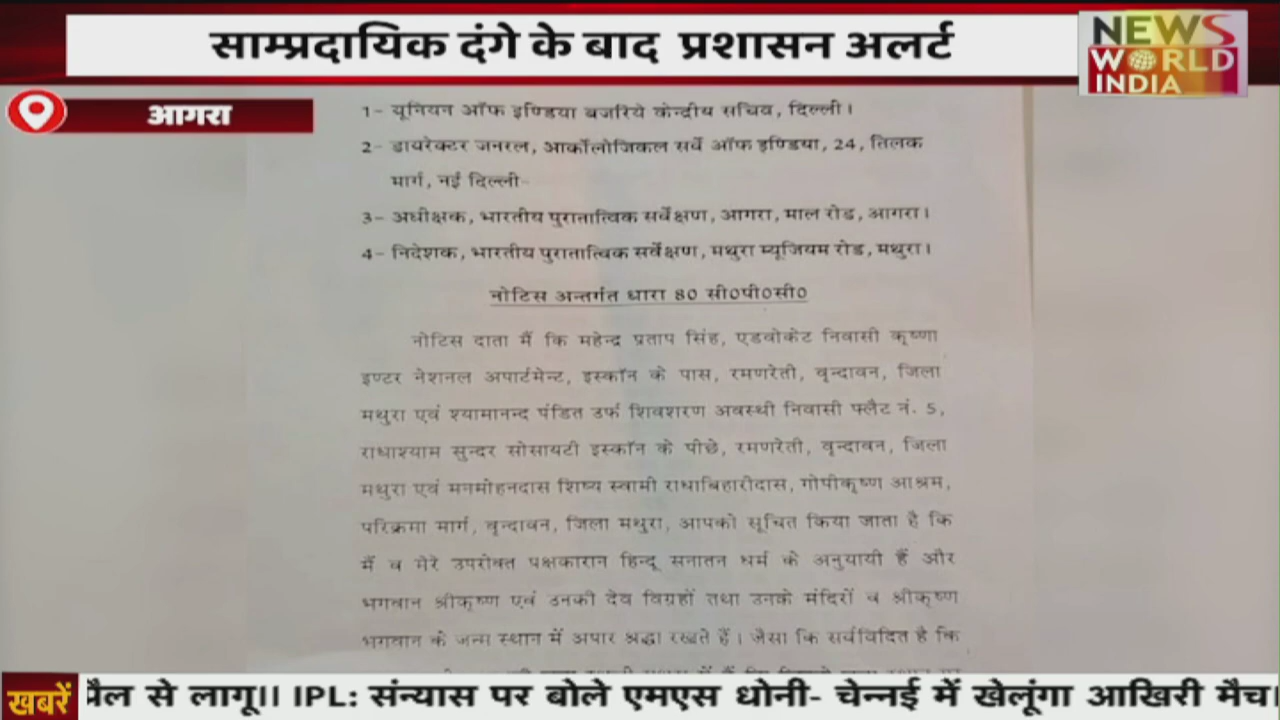 साम्प्रदायिक दंगे के बाद प्रशासन अलर्ट
NEWS
WORLD
INDIA
आगरा
1- यूनियन ऑफ इण्डिया बजरिये केन्द्रीय सचिव, दिल्ली।
2- डायरेक्टर जनरल, आर्कोलोजिकल सर्वे ऑफ इण्डिया, 24, तिलक
मार्ग, नई दिल्ली-
3- अधीक्षक, भारतीय पुरातात्विक सर्वेक्षण, आगरा, माल रोड, आगरा।
4- निदेशक, भारतीय पुरातात्विक सर्वेक्षण, मथुरा म्यूजियम रोड, मथुरा।
नोटिस अन्तर्गत धारा 80 सी0पी0सी0
नोटिस दाता मैं कि महेन्द्र प्रताप सिंह, एडवोकेट निवासी कृष्णा
इण्टर नेशनल अपार्टमेन्ट, इस्कॉन के पास, रमणरेती, वृन्दावन, जिला
मथुरा एवं श्यामानन्द पंडित उर्फ शिवशरण अवस्थी निवासी फ्लैट नं. 5,
राधाश्याम सुन्दर सोसायटी इस्कॉन के पीछे, रमणरेती, वृन्दावन, जिला
मथुरा एवं मनमोहनदास शिष्य स्वामी राधाबिहारीदास, गोपीकृष्ण आश्रम,
परिक्रमा मार्ग, वृन्दावन, जिला मथुरा, आपको सूचित किया जाता है कि
मैं व मेरे उपरोक्त पक्षकारान हिन्दू सनातन धर्म के अनुयायी हैं और
भगवान श्रीकृष्ण एवं उनकी देव विग्रहों तथा उनके मंदिरों व श्रीकृष्ण
भगवान के जन्म स्थान में अपार श्रद्धा रखते हैं। जैसा कि सर्वविदित है कि
खबरें
से लागू।। IPL: संन्यास पर बोले एमएस धोनी- चेन्नई में खेलूंगा आखिरी मैच।